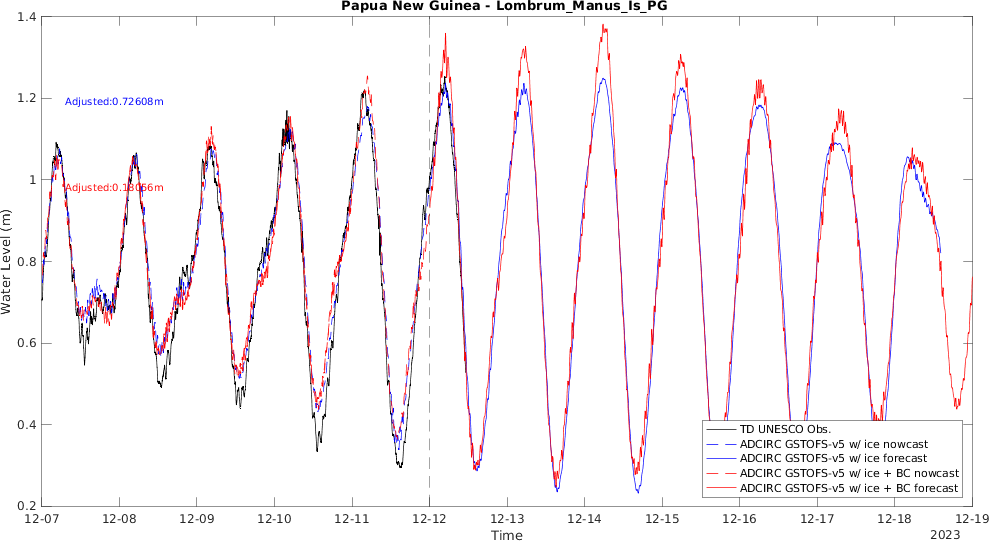 Papua New Guinea - Lombrum_Manus_Is_PG
1.4
1.2
1
0.8
0.6
0.4
0.2
Water Level (m)
Adjusted:0.72608m
Adjusted:0.18056m
TD UNESCO Obs.
ADCIRC GSTOFS-v5 w/ ice nowcast
ADCIRC GSTOFS-v5 w/ ice forecast
ADCIRC GSTOFS-v5 w/ ice + BC nowcast
ADCIRC GSTOFS-v5 w/ ice + BC forecast
12-07 12-08 12-09 12-10 12-11 12-12 12-13 12-14 12-15 12-16 12-17 12-18 12-19
Time
2023